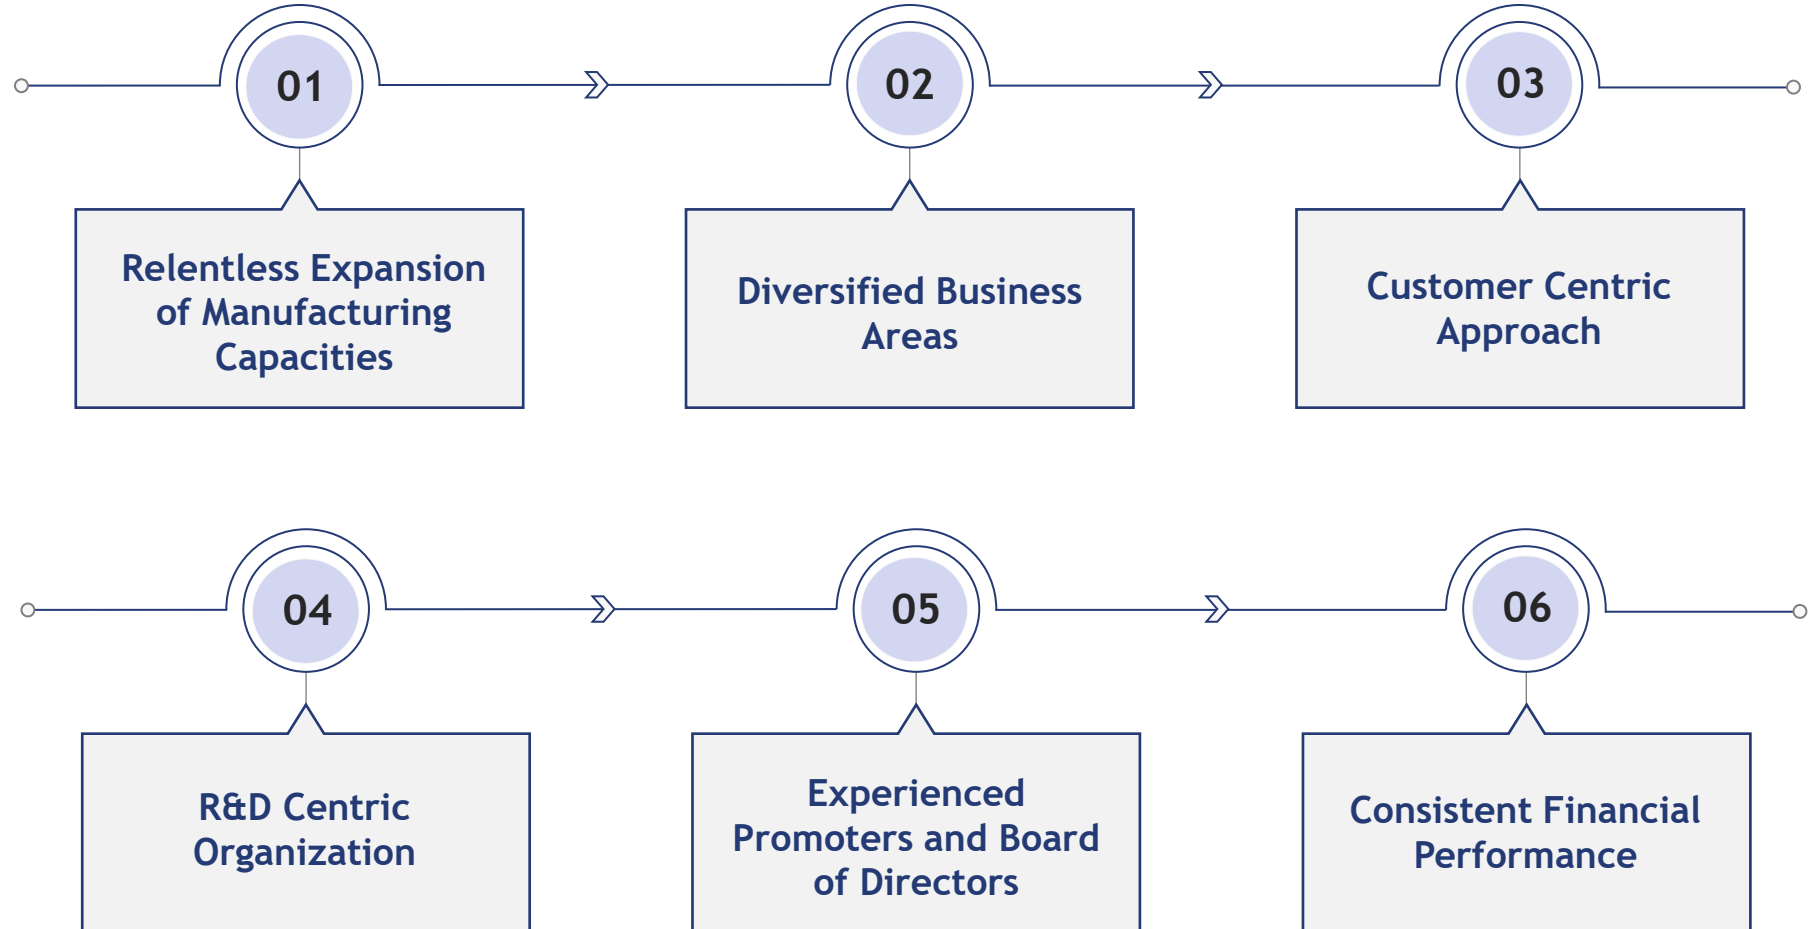 01
02
03
Relentless Expansion
of Manufacturing
Capacities
Diversified Business
Areas
Customer Centric
Approach
04
05
06
R&D Centric
Organization
Experienced
Promoters and Board
of Directors
Consistent Financial
Performance